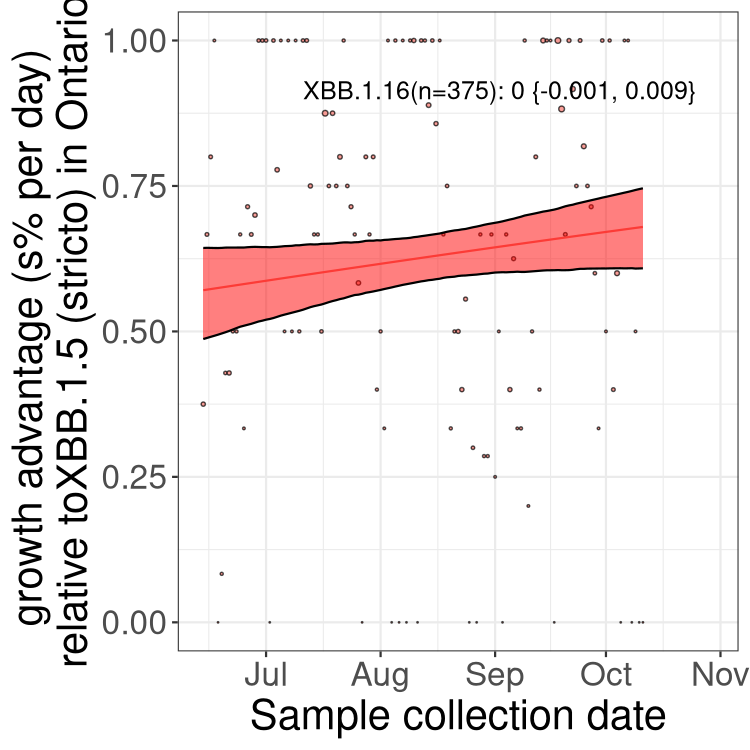 growth advantage (s% per day)
relative toXBB.1.5 (stricto) in Ontario
1.00
0.75
0.50
0.25
0.00
XBB.1.16(n=375): 0 {-0.001, 0.009}
Jul Aug Sep Oct Nov
Sample collection date